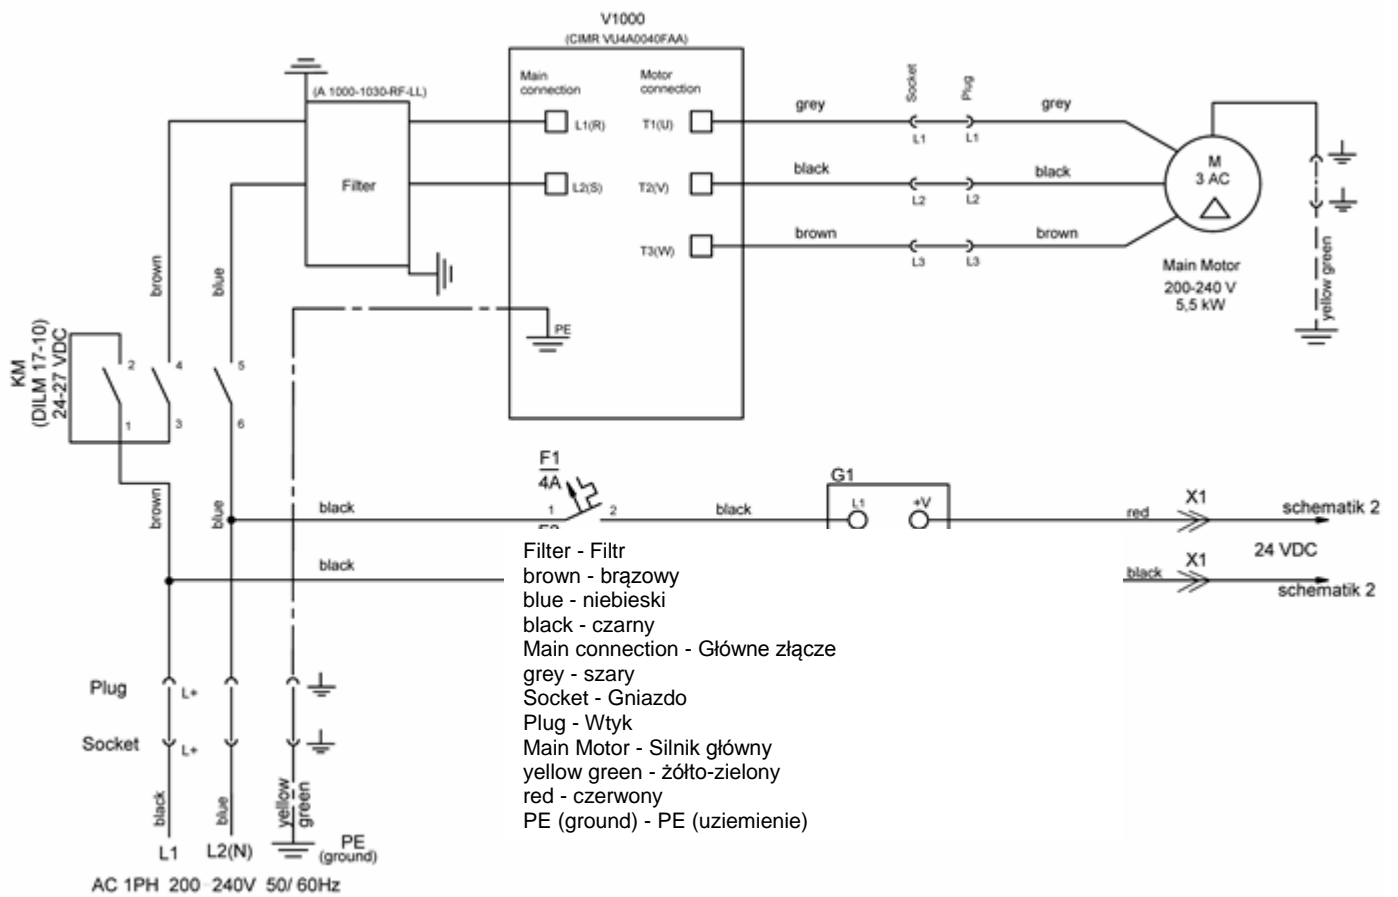 V1000
(CIMR VU4A0040FAA)
(A 1000-1030-RF-LL)
Main
connection
Motor
connection
Socket
Plug
grey
grey
L1(R)
T1(U)
L1
L1
black
black
M
3 AC
Filter
L2(S)
T2(V)
L2
L2
brown
brown
T3(W)
L3
L3
Main Motor
200-240 V
5,5 kW
yellow green
brown
blue
PE
KM
(DILM 17-10)
24-27 VDC
2
4
5
1
3
6
F1
4A
G1
brown
blue
black
1
2
black
L1
+V
red
X1
schematik 2
24 VDC
black
black
X1
schematik 2
Filter - Filtr
brown - brązowy
blue - niebieski
black - czarny
Main connection - Główne złącze
grey - szary
Socket - Gniazdo
Plug - Wtyk
Main Motor - Silnik główny
yellow green - żółto-zielony
red - czerwony
PE (ground) - PE (uziemienie)
Plug
L+
Socket
L+
black
blue
yellow
green
L1
L2(N)
PE
(ground)
AC 1PH 200 240V 50/ 60Hz